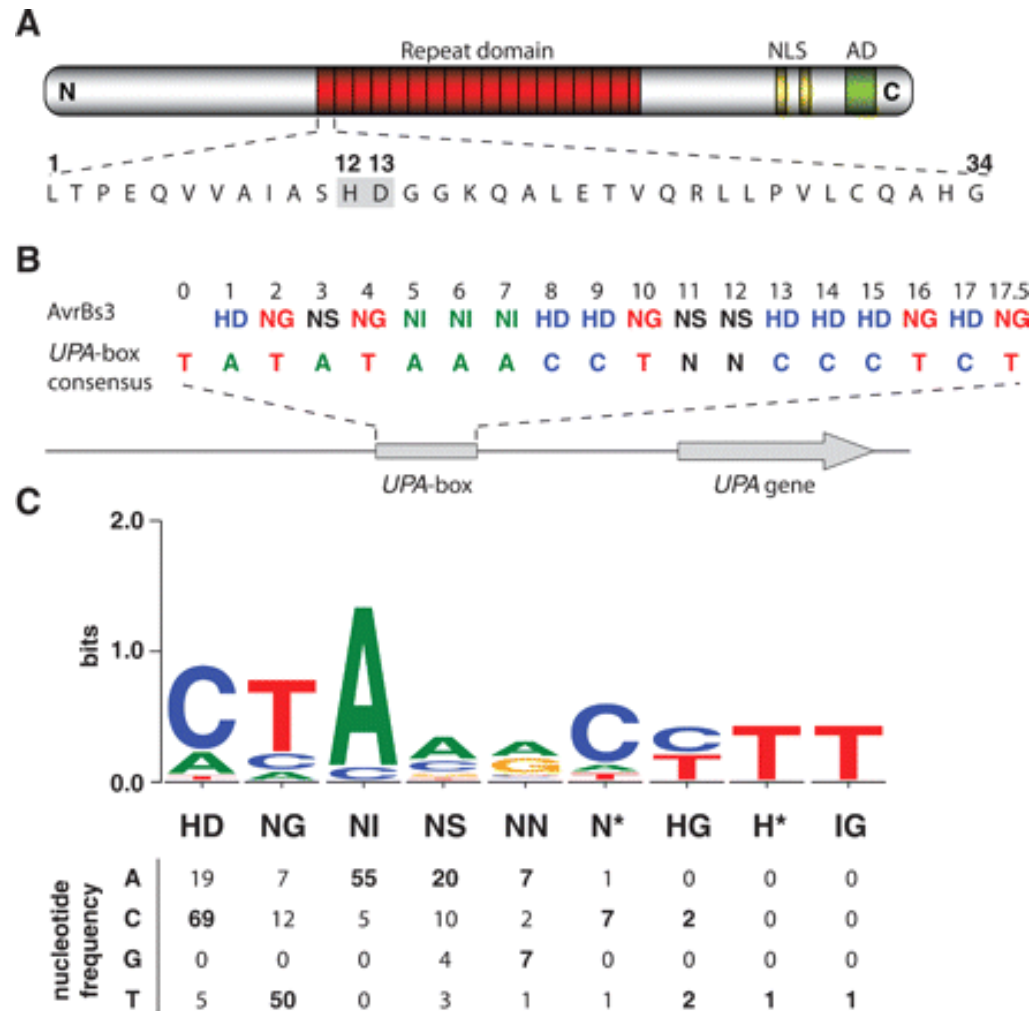 A
Repeat domain NLS AD
N C
1 12 13 34
L T P E Q V V A I A S H D G G K Q A L E T V Q R L L P V L C Q A H G
B
0 1 2 3 4 5 6 7 8 9 10 11 12 13 14 15 16 17 17.5
AvrBs3 HD NG NS NG NI NI NI HD HD NG NS NS HD HD HD NG HD NG
UPA-box consensus T A T A T A A A C C T N N C C C T C T
UPA-box UPA gene
C
2.0
bits
1.0
0.0
C T A A A C C T T
A C C C G A T
T A
HD NG NI NS NN N* HG H* IG
nucleotide frequency
A 19 7 55 20 7 1 0 0 0
C 69 12 5 10 2 7 2 0 0
G 0 0 0 4 7 0 0 0 0
T 5 50 0 3 1 1 2 1 1